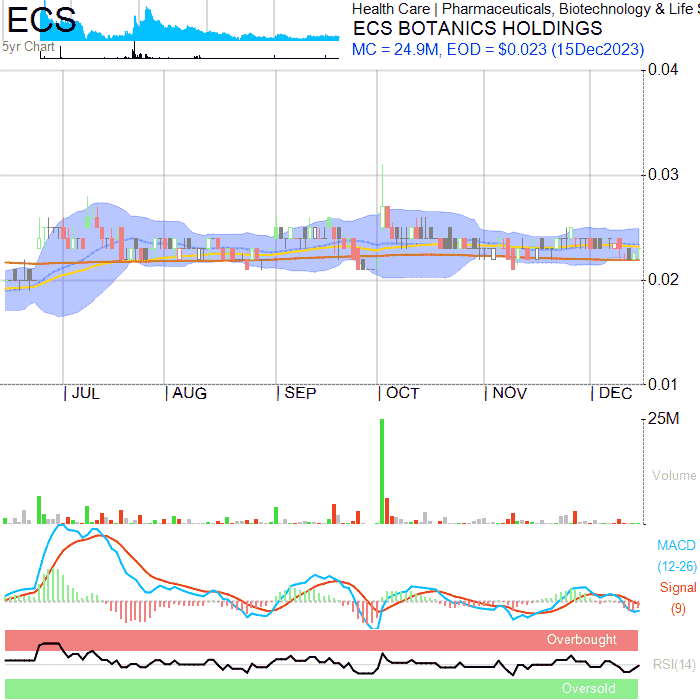 ECS
5yr Chart
Health Care | Pharmaceuticals, Biotechnology & Life
ECS BOTANICS HOLDINGS
MC = 24.9M, EOD = $0.023 (15Dec2023)
0.04
0.03
0.02
0.01
JUL AUG SEP OCT NOV DEC
25M
Volume
MACD
(12-26)
Signal
(9)
Overbought
RSI(14)
Oversold